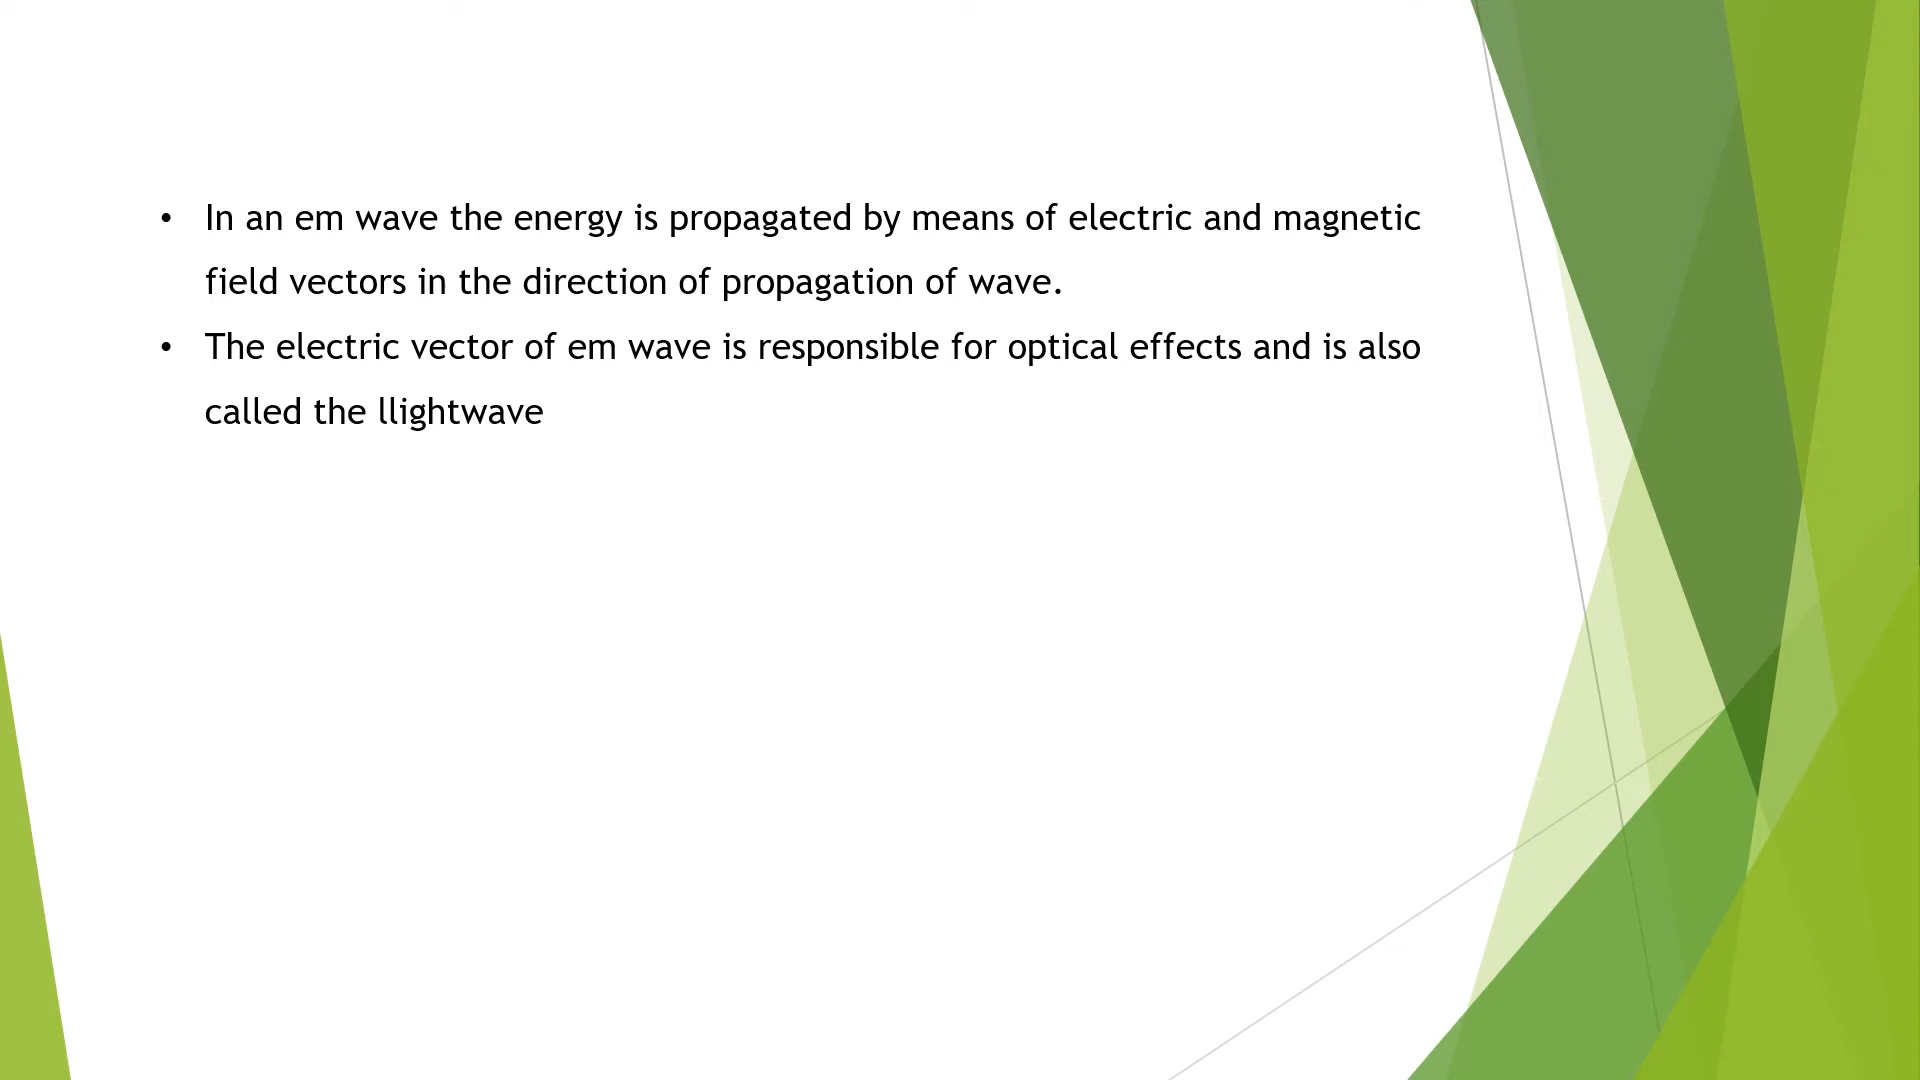 • In an em wave the energy is propagated by means of electric and magnetic
field vectors in the direction of propagation of wave.
• The electric vector of em wave is responsible for optical effects and is also
called the llightwave